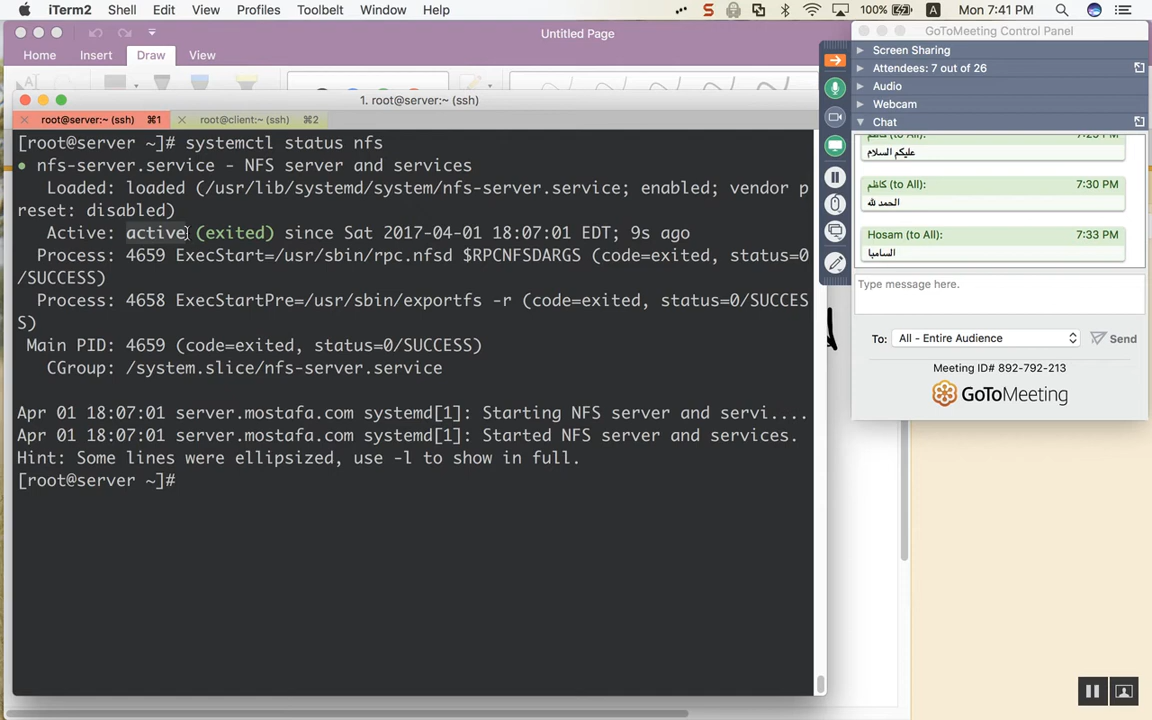 iTerm2 Shell Edit View Profiles Toolbelt Window Help
100% A Mon 7:41 PM
Untitled Page
Home Insert Draw View
GoToMeeting Control Panel
Screen Sharing
Attendees: 7 out of 26
Audio
Webcam
Chat
علیكم السلام
كاظم (to All): 7:30 PM
الحمد لله
Hosam (to All): 7:33 PM
السامبا
Type message here.
To: All - Entire Audience Send
Meeting ID# 892-792-213
GoToMeeting
1. root@server:~ (ssh)
root@server:~ (ssh) ⌘1 root@client:~ (ssh) ⌘2
[root@server ~]# systemctl status nfs
● nfs-server.service - NFS server and services
Loaded: loaded (/usr/lib/systemd/system/nfs-server.service; enabled; vendor p
reset: disabled)
Active: active (exited) since Sat 2017-04-01 18:07:01 EDT; 9s ago
Process: 4659 ExecStart=/usr/sbin/rpc.nfsd $RPCNFSDARGS (code=exited, status=0
/SUCCESS)
Process: 4658 ExecStartPre=/usr/sbin/exportfs -r (code=exited, status=0/SUCCES
S)
Main PID: 4659 (code=exited, status=0/SUCCESS)
CGroup: /system.slice/nfs-server.service
Apr 01 18:07:01 server.mostafa.com systemd[1]: Starting NFS server and servi....
Apr 01 18:07:01 server.mostafa.com systemd[1]: Started NFS server and services.
Hint: Some lines were ellipsized, use -l to show in full.
[root@server ~]#